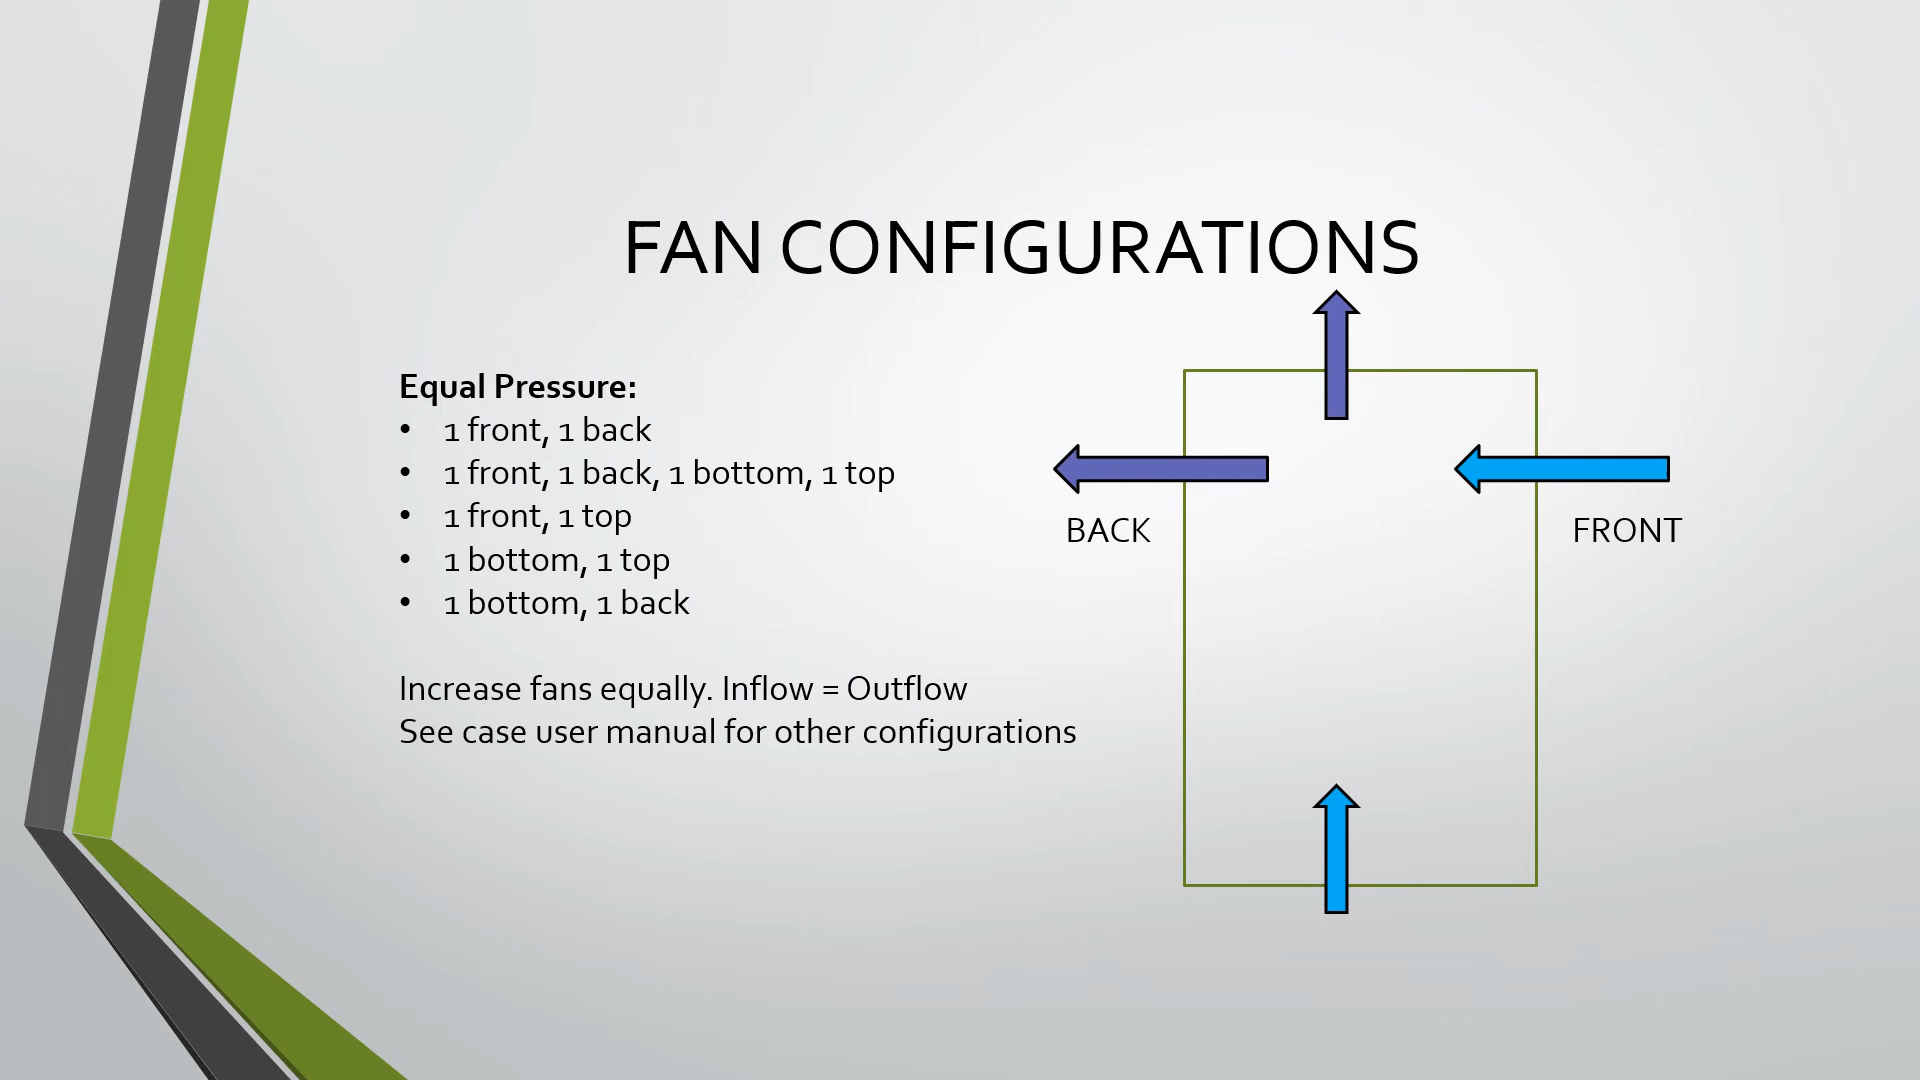 FAN CONFIGURATIONS
Equal Pressure:
• 1 front, 1 back
• 1 front, 1 back, 1 bottom, 1 top
• 1 front, 1 top
• 1 bottom, 1 top
• 1 bottom, 1 back
Increase fans equally. Inflow = Outflow
See case user manual for other configurations
BACK
FRONT